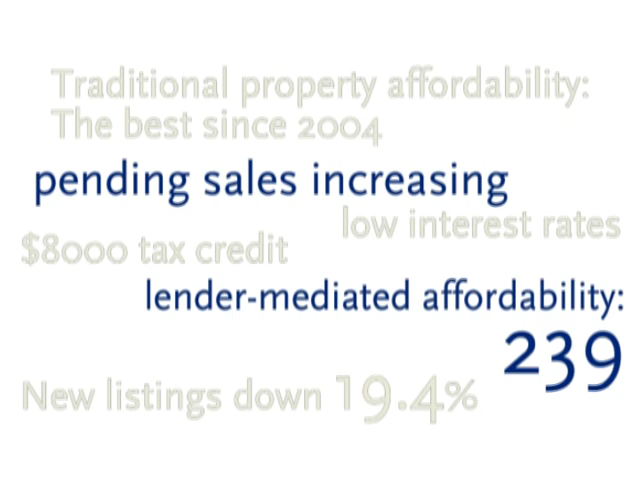 Traditional property affordability:
The best since 2004
pending sales increasing
low interest rates
$8000 tax credit
lender-mediated affordability:
239
New listings down 19.4%